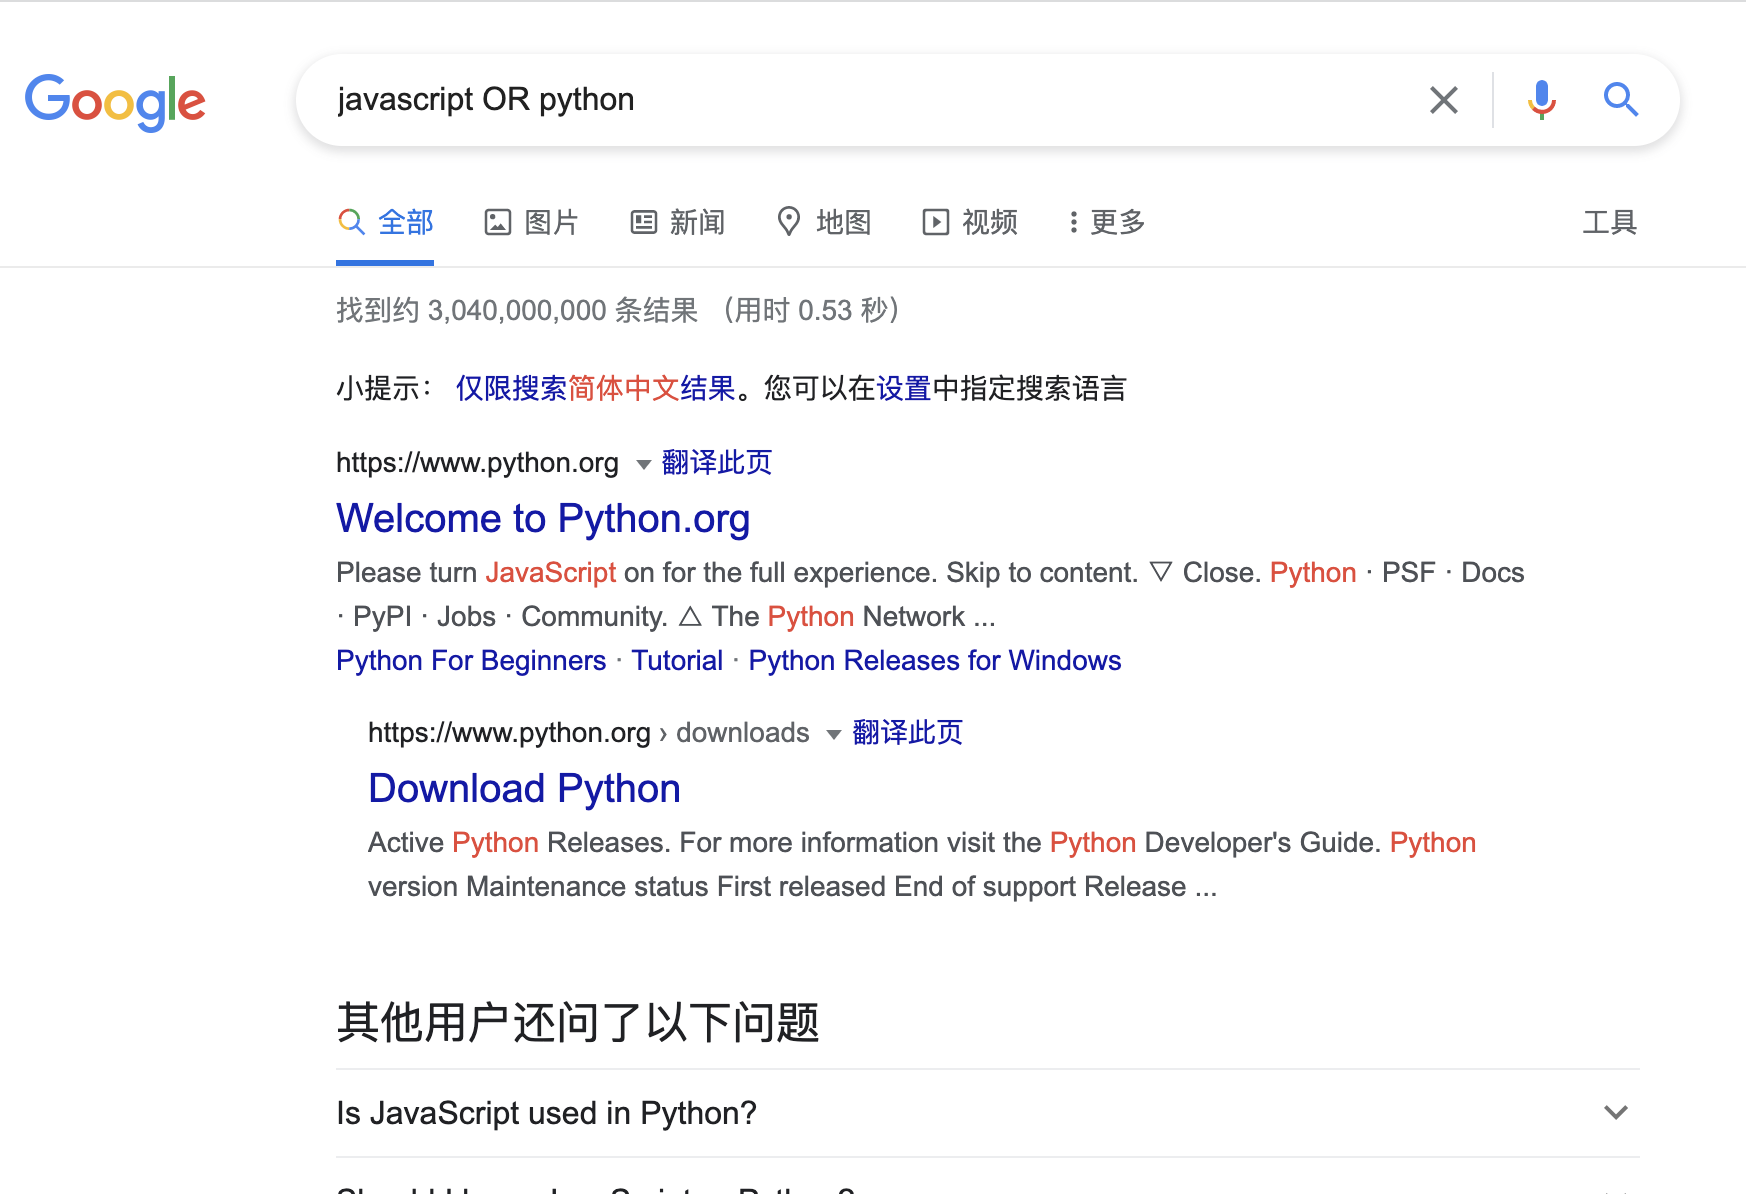 Google
javascript OR python
全部 图片 新闻 地图 视频 更多 工具
找到约 3,040,000,000 条结果 （用时 0.53 秒）
小提示： 仅限搜索简体中文结果。您可以在设置中指定搜索语言
https://www.python.org 翻译此页
Welcome to Python.org
Please turn JavaScript on for the full experience. Skip to content. ▽ Close. Python · PSF · Docs
· PyPI · Jobs · Community. △ The Python Network ...
Python For Beginners · Tutorial · Python Releases for Windows
https://www.python.org › downloads 翻译此页
Download Python
Active Python Releases. For more information visit the Python Developer's Guide. Python
version Maintenance status First released End of support Release ...
其他用户还问了以下问题
Is JavaScript used in Python?